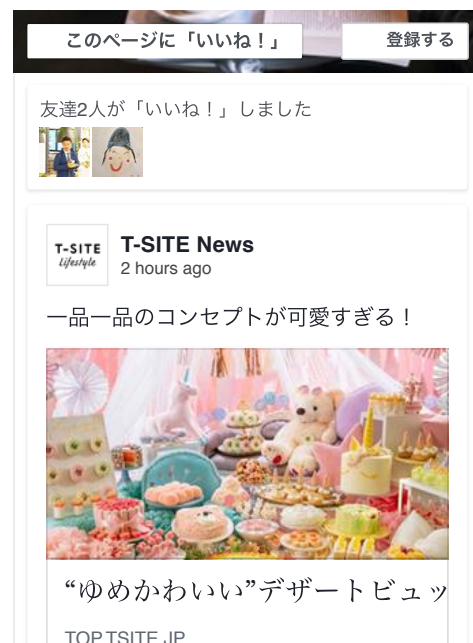 このページに「いいね！」
登録する
友達2人が「いいね！」しました
T-SITE
Lifestyle
T-SITE News
2 hours ago
一品一品のコンセプトが可愛すぎる！
“ゆめかわいい”デザートビュッ
TOP.TSITE.JP